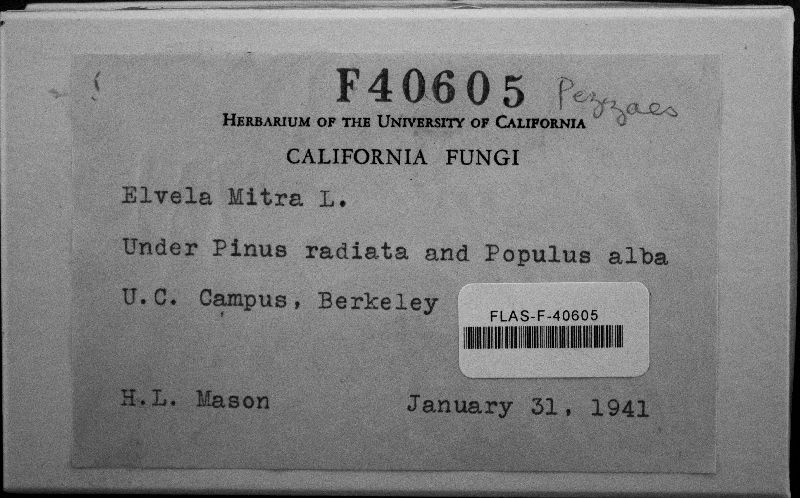 F40605 Pezzaes
HERBARIUM OF THE UNIVERSITY OF CALIFORNIA
CALIFORNIA FUNGI
Elvela Mitra L.
Under Pinus radiata and Populus alba
U.C. Campus, Berkeley
FLAS-F-40605
H.L. Mason January 31, 1941